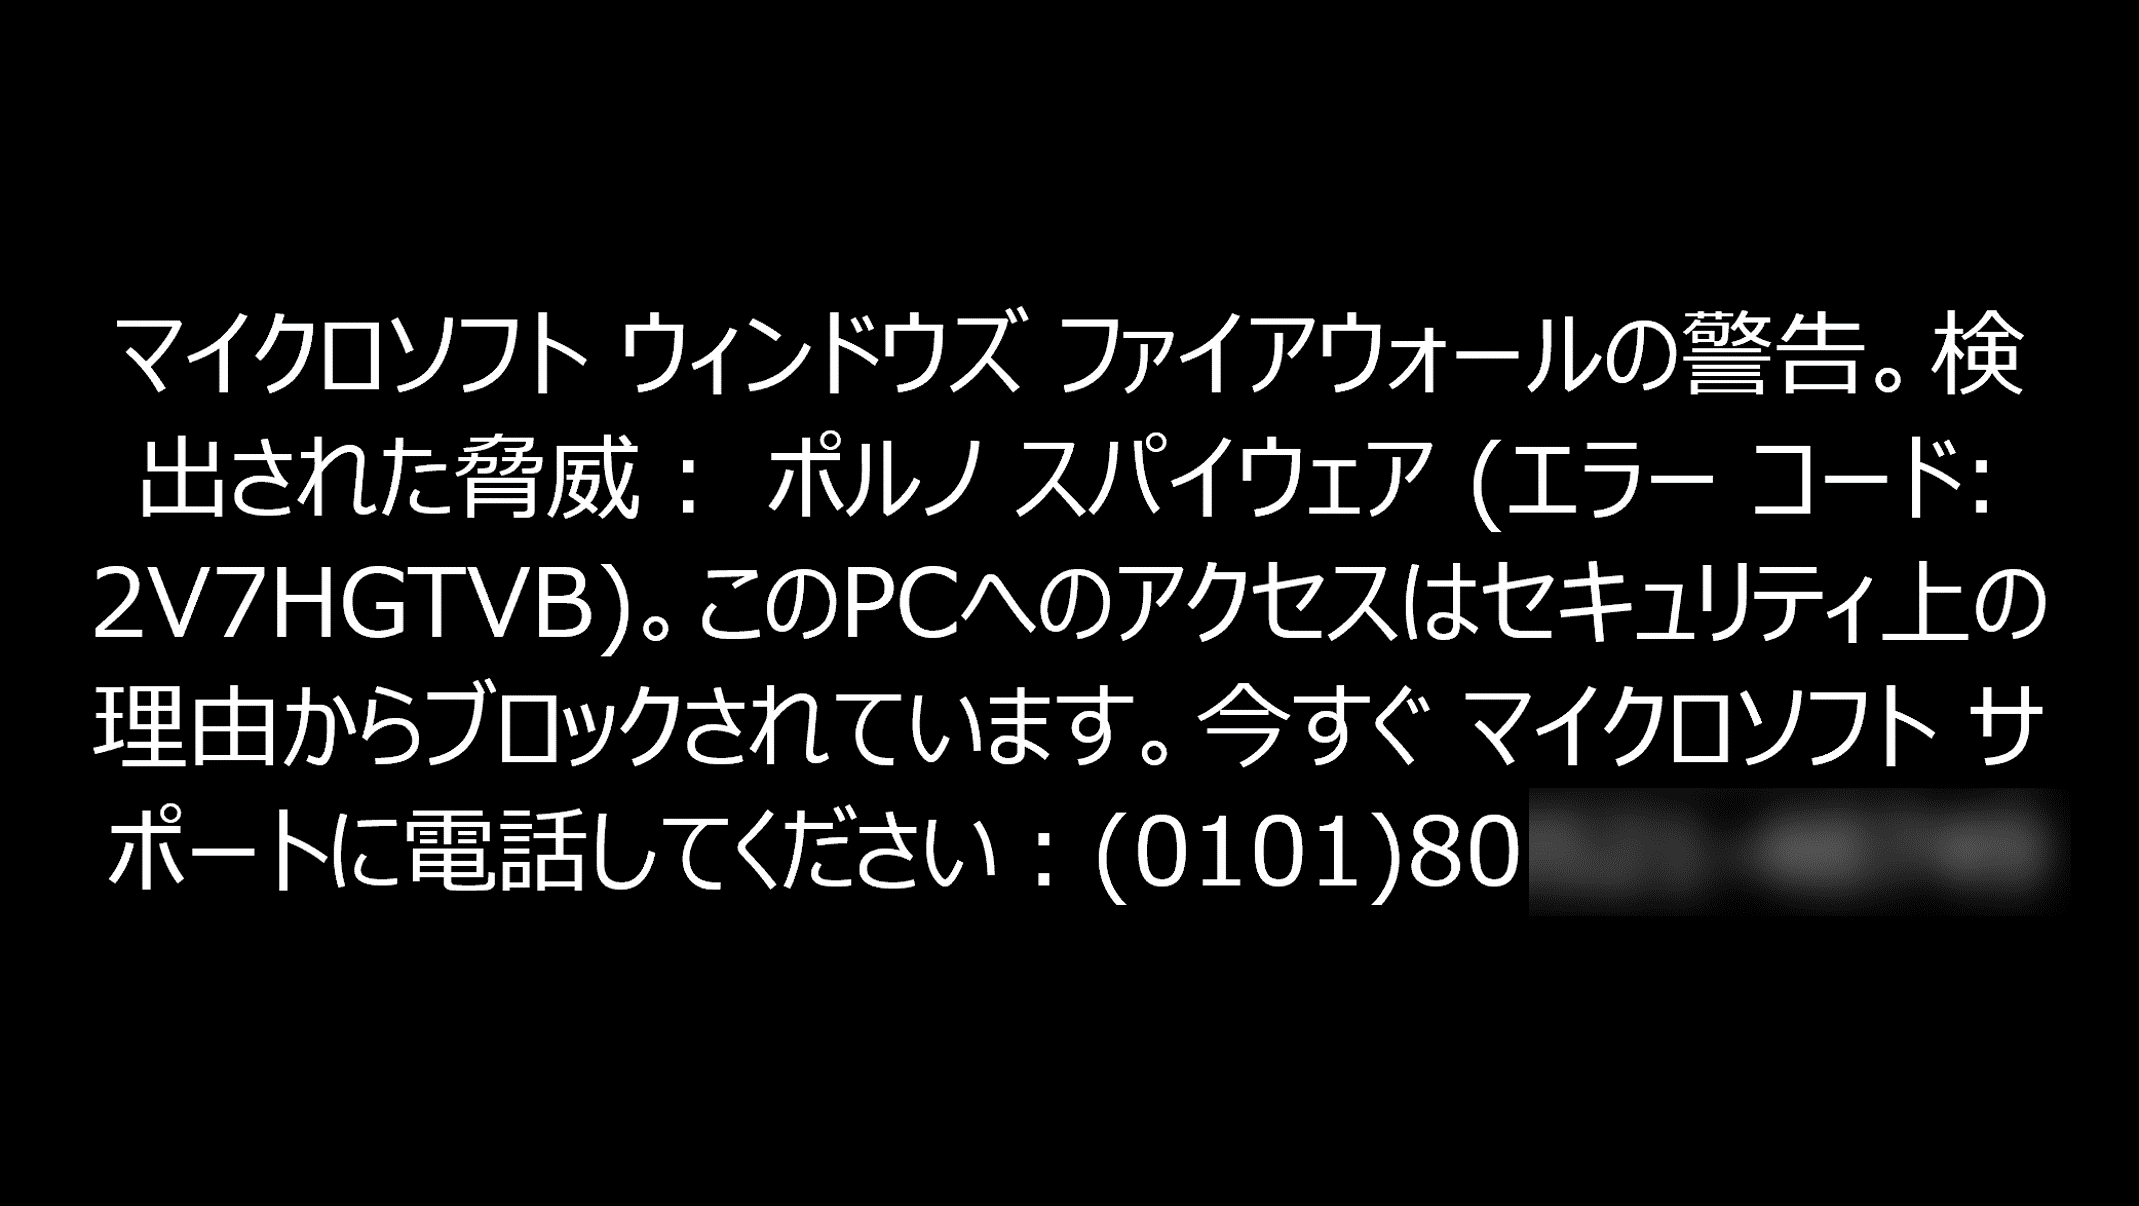 マイクロソフト ウィンドウズ ファイアウォールの警告。検
出された脅威： ポルノ スパイウェア (エラー コード:
2V7HGTVB)。このPCへのアクセスはセキュリティ上の
理由からブロックされています。今すぐ マイクロソフト サ
ポートに電話してください：(0101)80